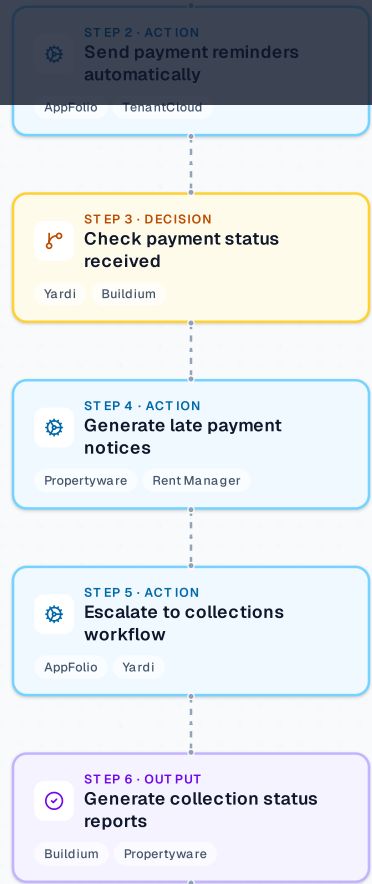 STEP 2 · ACTION
Send payment reminders
automatically
AppFolio TenantCloud
STEP 3 · DECISION
Check payment status
received
Yardi Buildium
STEP 4 · ACTION
Generate late payment
notices
Propertyware Rent Manager
STEP 5 · ACTION
Escalate to collections
workflow
AppFolio Yardi
STEP 6 · OUTPUT
Generate collection status
reports
Buildium Propertyware